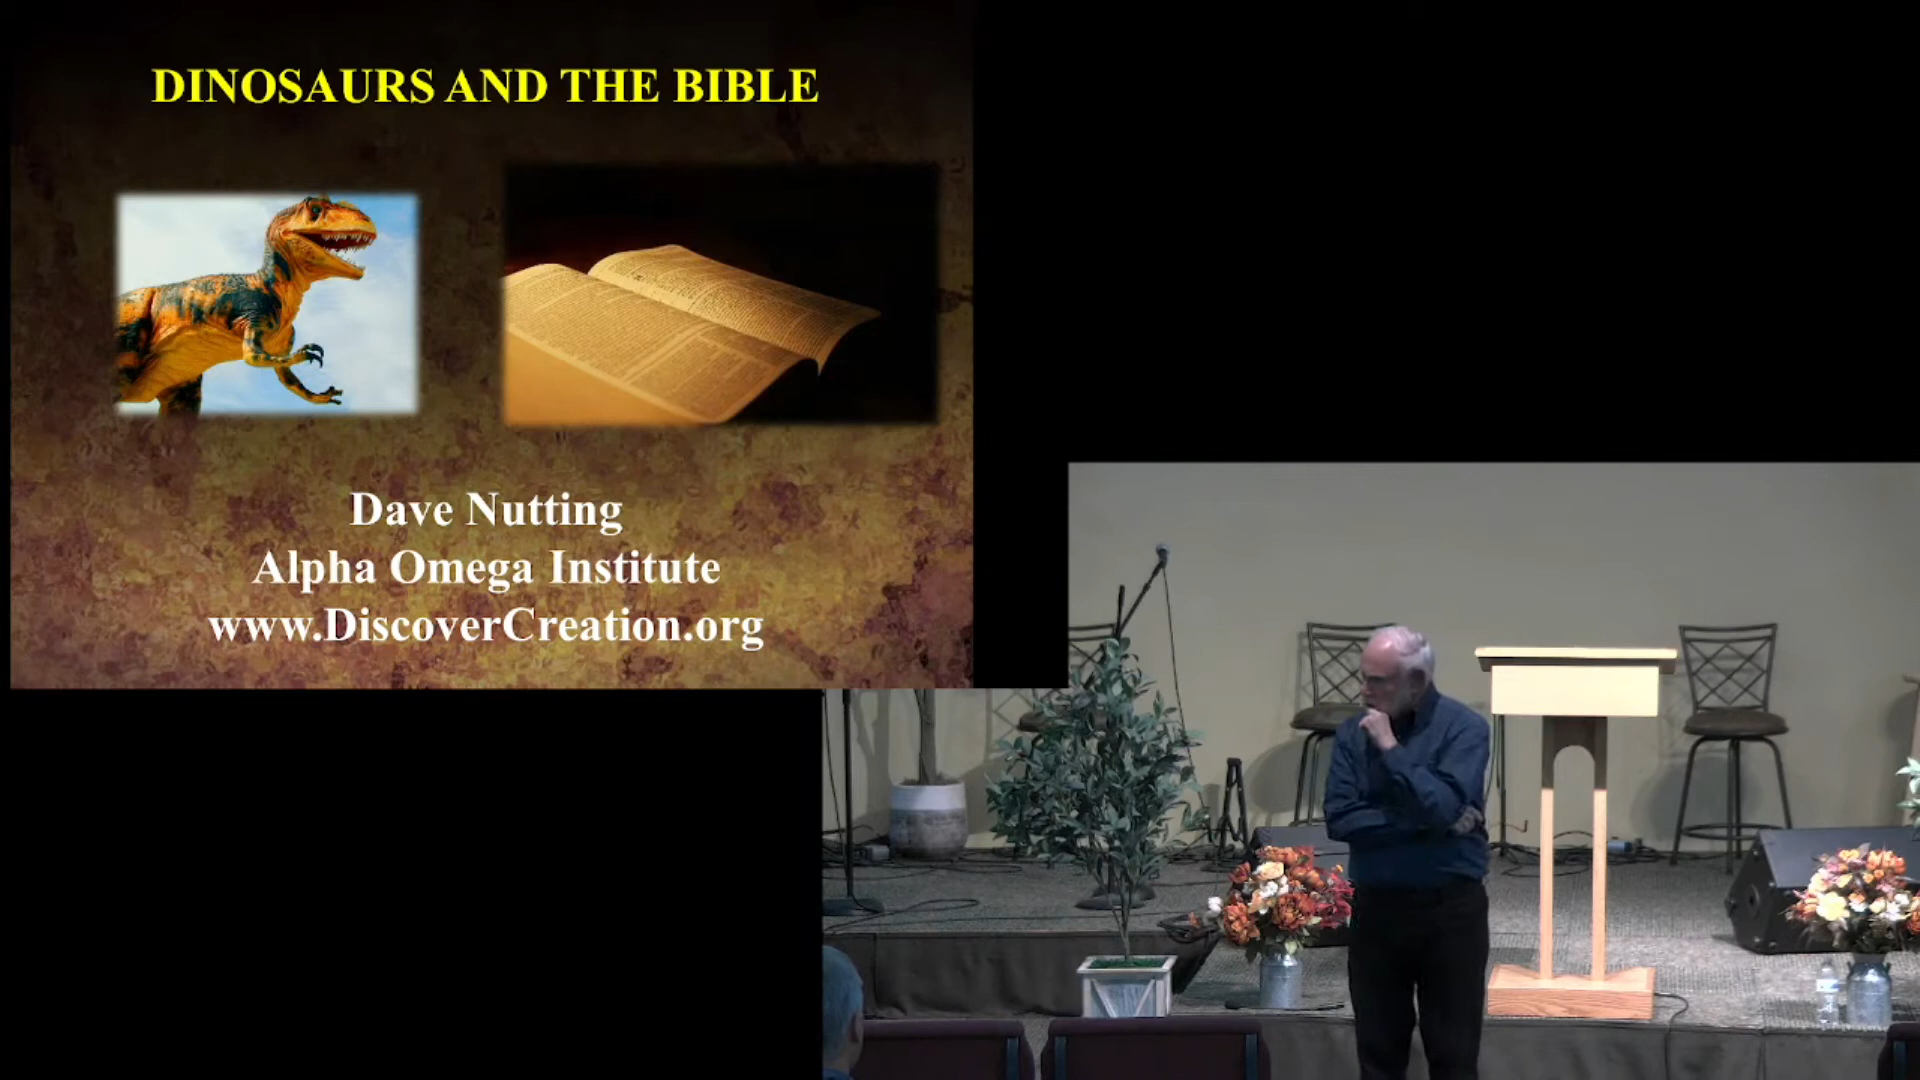 DINOSAURS AND THE BIBLE
Dave Nutting
Alpha Omega Institute
www.DiscoverCreation.org